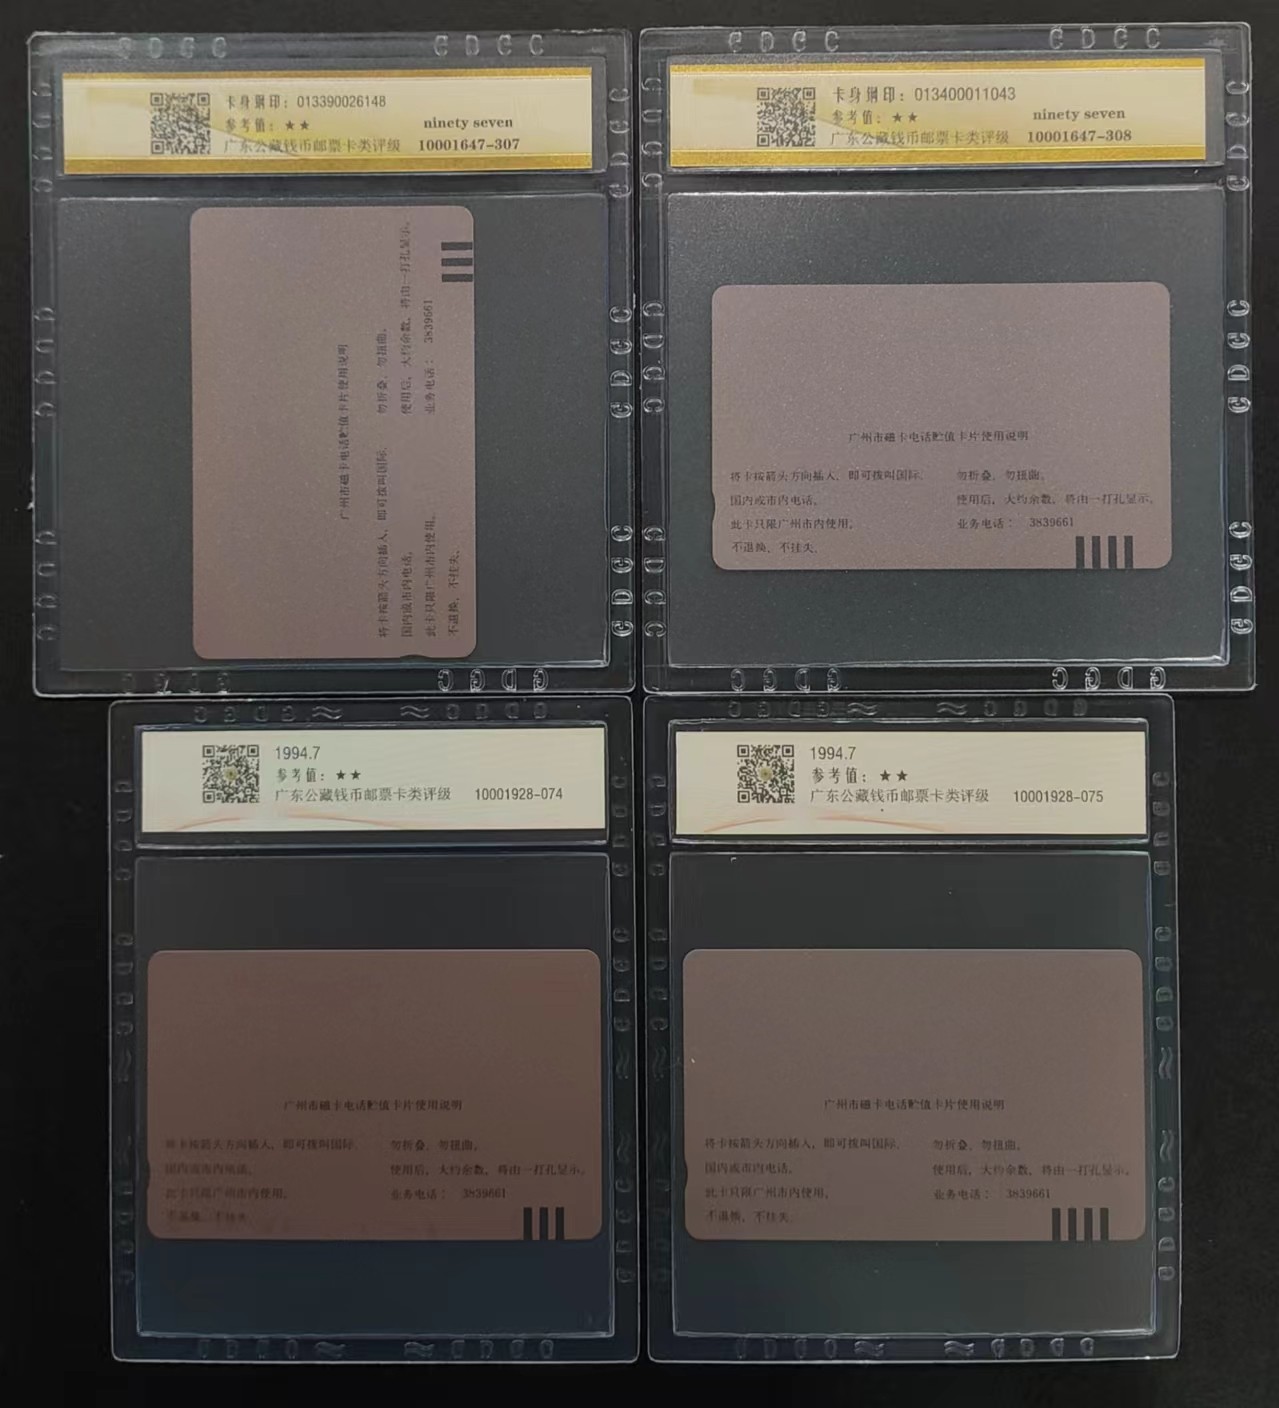 GDGC GDGC
卡身钢印：013390026148
参考值：★★ ninety seven
广东公藏钱币邮票卡类评级 10001647-307
广州市磁卡电话贮值卡片使用说明
将卡按箭头方向插入，即可拨叫国际、
国内或市内电话。
此卡只限广州市内使用。
不退换、不挂失。
勿折叠、勿扭曲。
使用后，大约余数，将由一打孔显示。
业务电话：3839661
GDGC GDGC
卡身钢印：013400011043
参考值：★★ ninety seven
广东公藏钱币邮票卡类评级 10001647-308
广州市磁卡电话贮值卡片使用说明
将卡按箭头方向插入，即可拨叫国际、
国内或市内电话。
此卡只限广州市内使用。
不退换、不挂失。
勿折叠、勿扭曲。
使用后，大约余数，将由一打孔显示。
业务电话：3839661
1994.7
参考值：★★
广东公藏钱币邮票卡类评级 10001928-074
广州市磁卡电话贮值卡片使用说明
将卡按箭头方向插入，即可拨叫国际、
国内或市内电话。
此卡只限广州市内使用。
不退换、不挂失。
勿折叠、勿扭曲。
使用后，大约余数，将由一打孔显示。
业务电话：3839661
1994.7
参考值：★★
广东公藏钱币邮票卡类评级 10001928-075
广州市磁卡电话贮值卡片使用说明
将卡按箭头方向插入，即可拨叫国际、
国内或市内电话。
此卡只限广州市内使用。
不退换、不挂失。
勿折叠、勿扭曲。
使用后，大约余数，将由一打孔显示。
业务电话：3839661